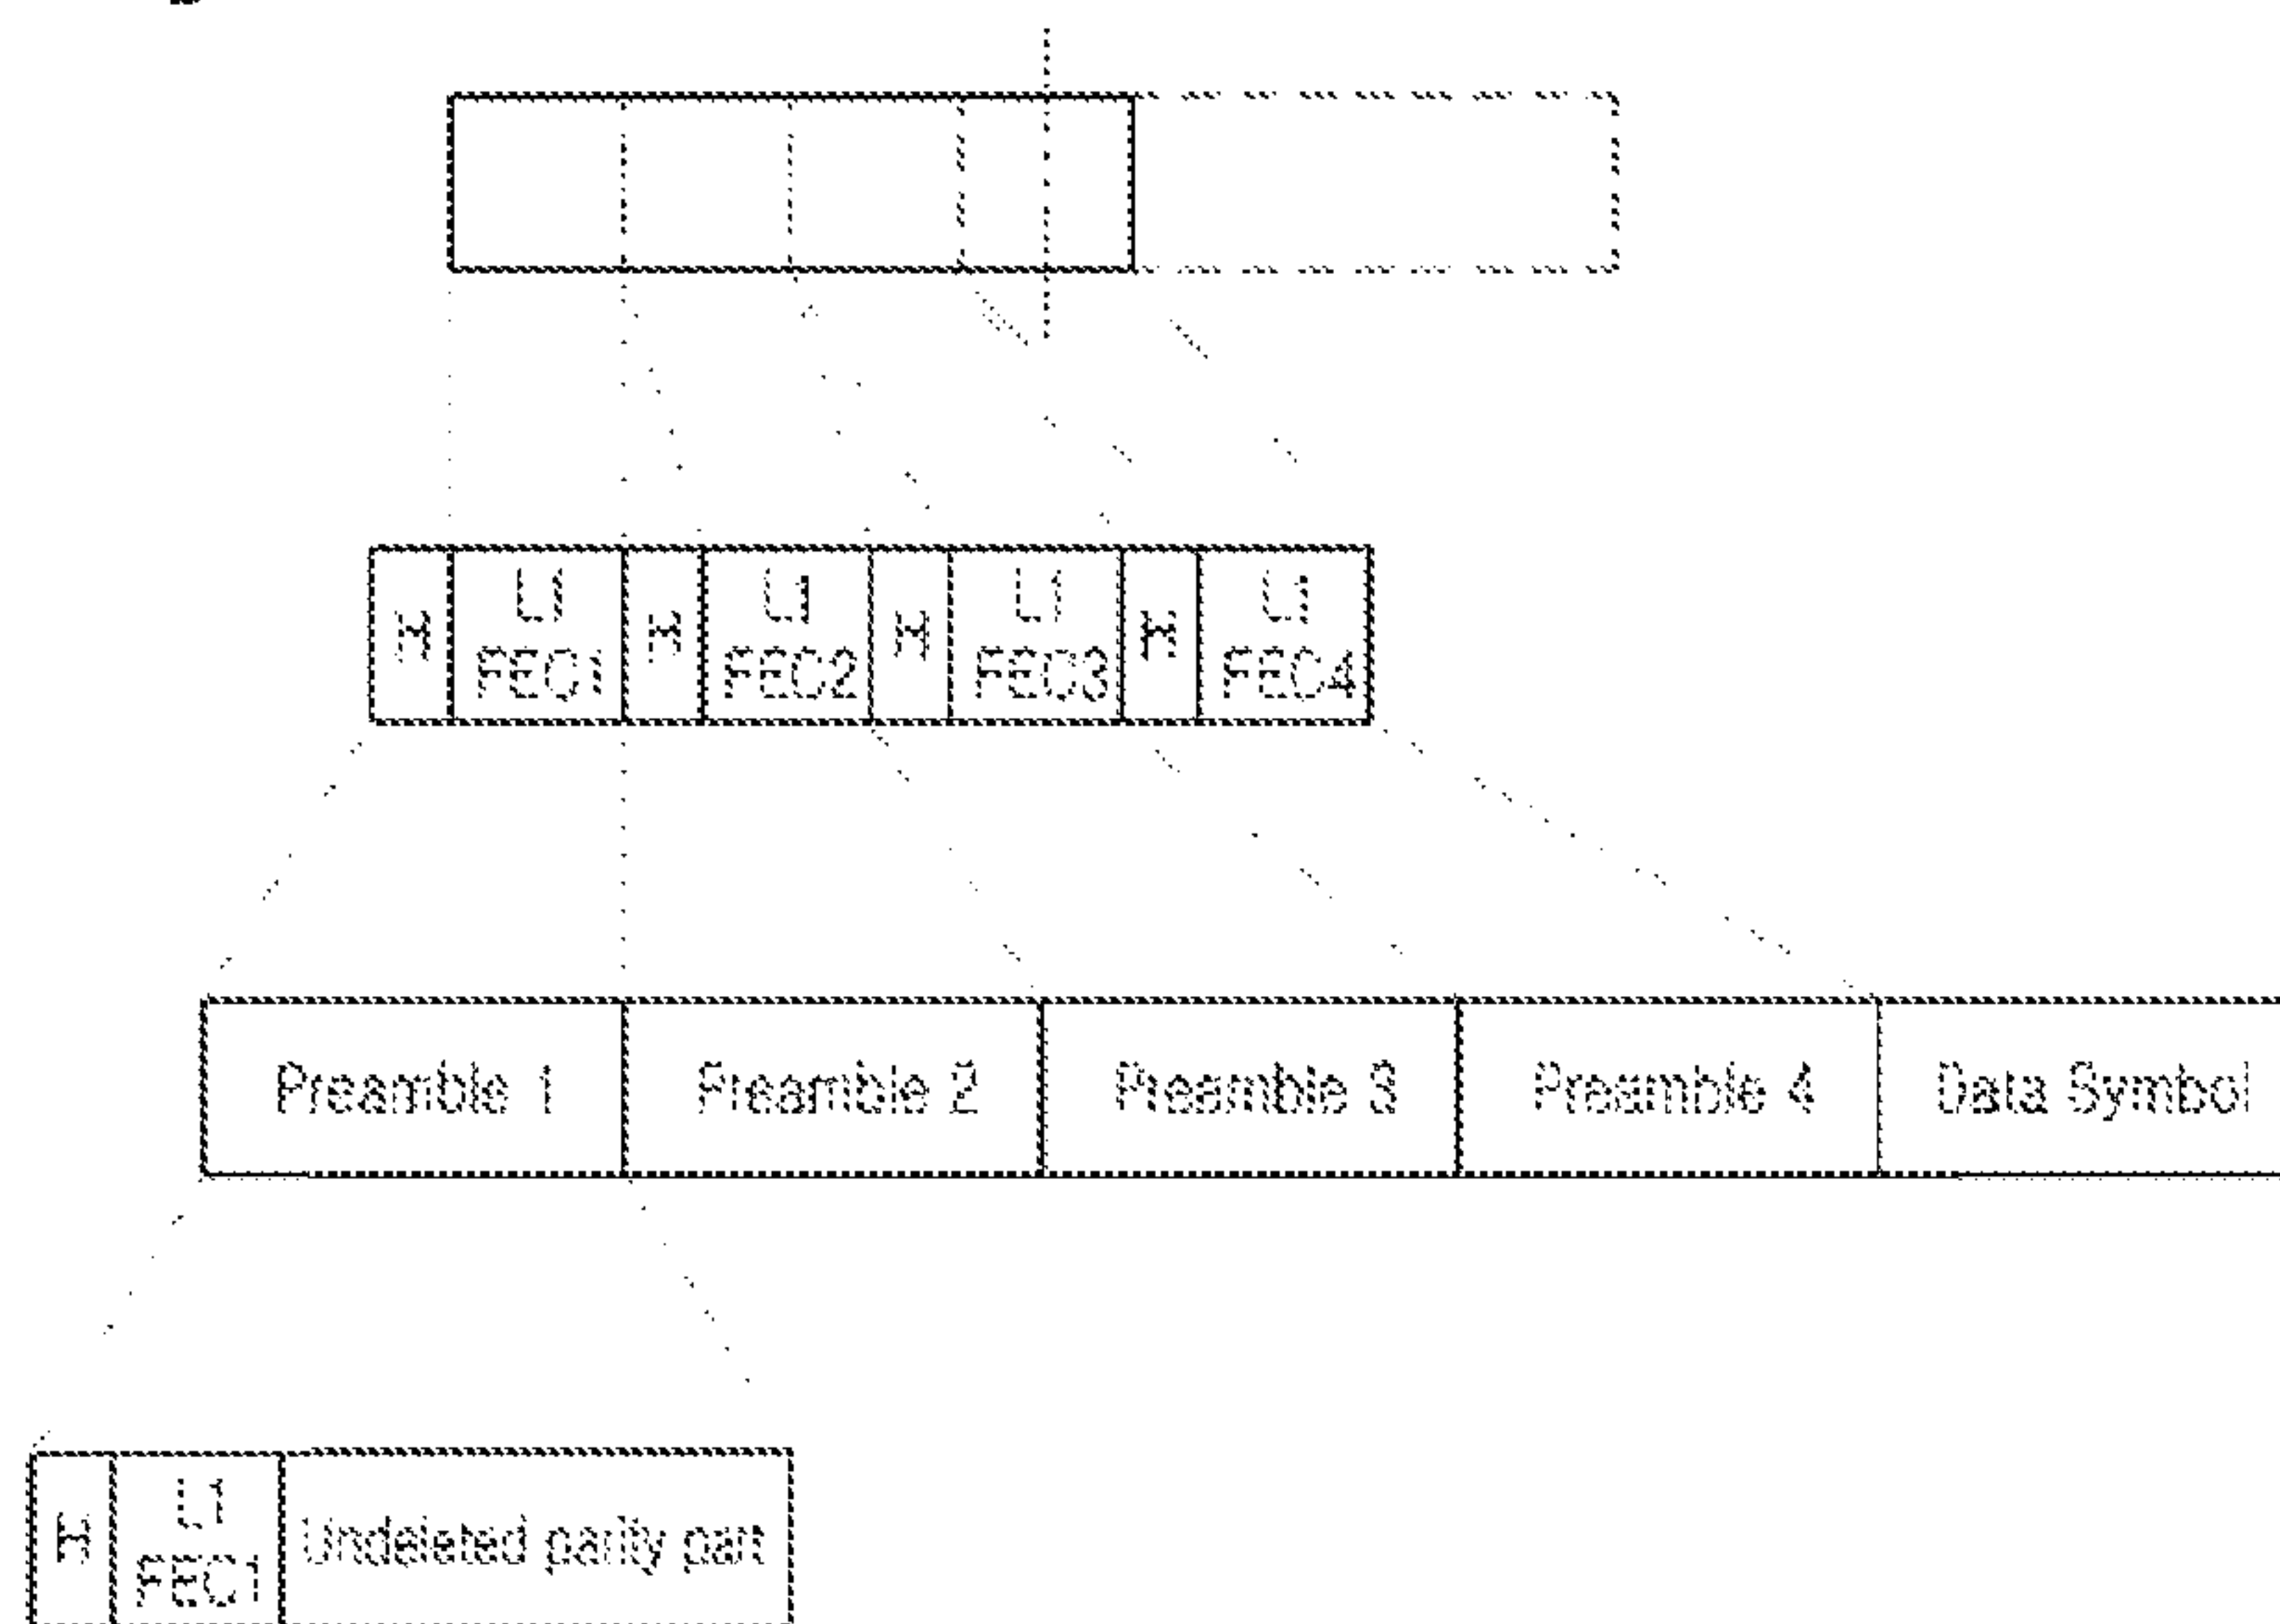 H
L1
FEC1
H
L1
FEC2
H
L1
FEC3
H
L1
FEC4
Preamble 1
Preamble 2
Preamble 3
Preamble 4
Data Symbol
H
L1
FEC1
Undeleted parity part